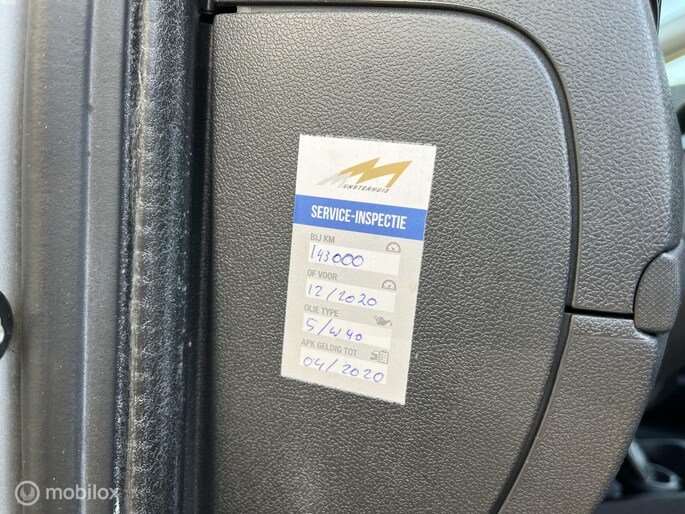 MUNSTERHUIS
SERVICE-INSPECTIE
BIJ KM
143000
OF VOOR
12/2020
OLIE TYPE
5/W40
APK GELDIG TOT
04/2020
mobilox